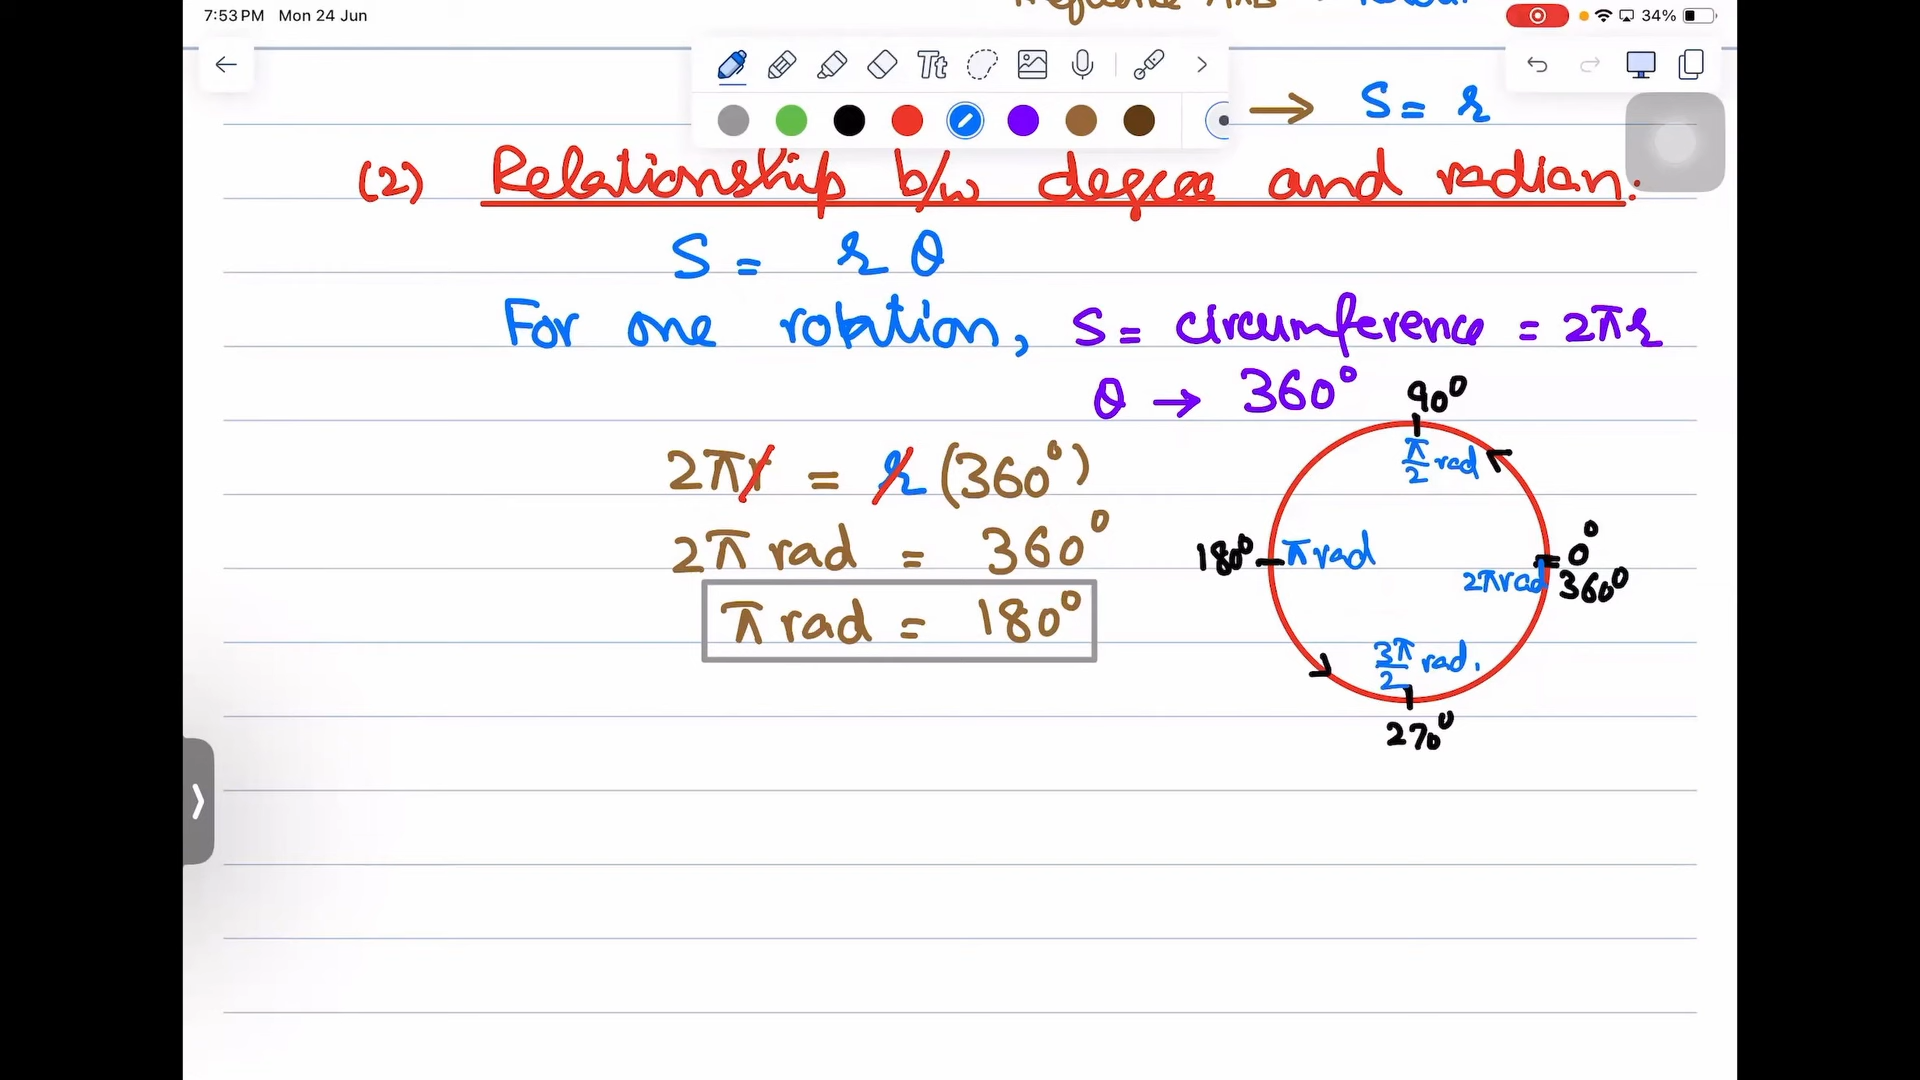 7:53 PM Mon 24 Jun
34%
Tt
→ S = r
(2) Relationship b/w degree and radian.
S = r θ
For one rotation, S = circumference = 2πr
θ → 360°
90°
2πr = r (360°)
π/2 rad
2π rad = 360°
180° π rad
0°
2π rad 360°
π rad = 180°
3π/2 rad.
270°